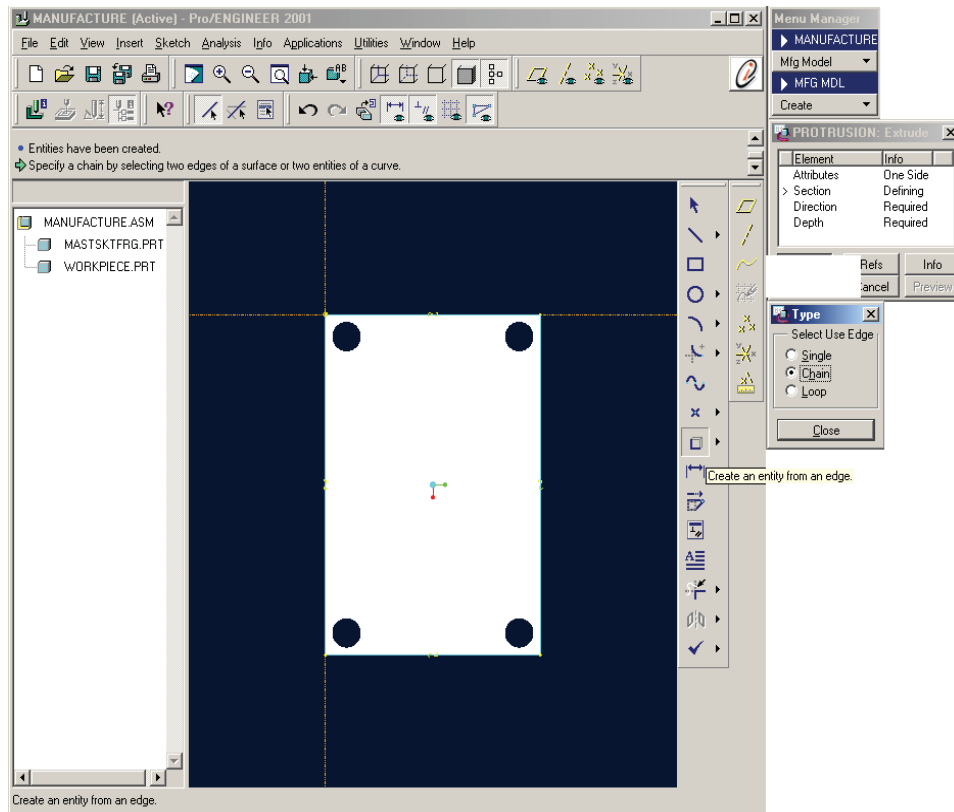 MANUFACTURE (Active) - Pro/ENGINEER 2001
File Edit View Insert Sketch Analysis Info Applications Utilities Window Help
Entities have been created.
Specify a chain by selecting two edges of a surface or two entities of a curve.
MANUFACTURE.ASM
MASTSKTFRG.PRT
WORKPIECE.PRT
Create an entity from an edge.
Create an entity from an edge.
Menu Manager
MANUFACTURE
Mfg Model
MFG MDL
Create
PROTRUSION: Extrude
Element Info
Attributes One Side
> Section Defining
Direction Required
Depth Required
Refs Info
Cancel Preview
Type
Select Use Edge
Single
Chain
Loop
Close